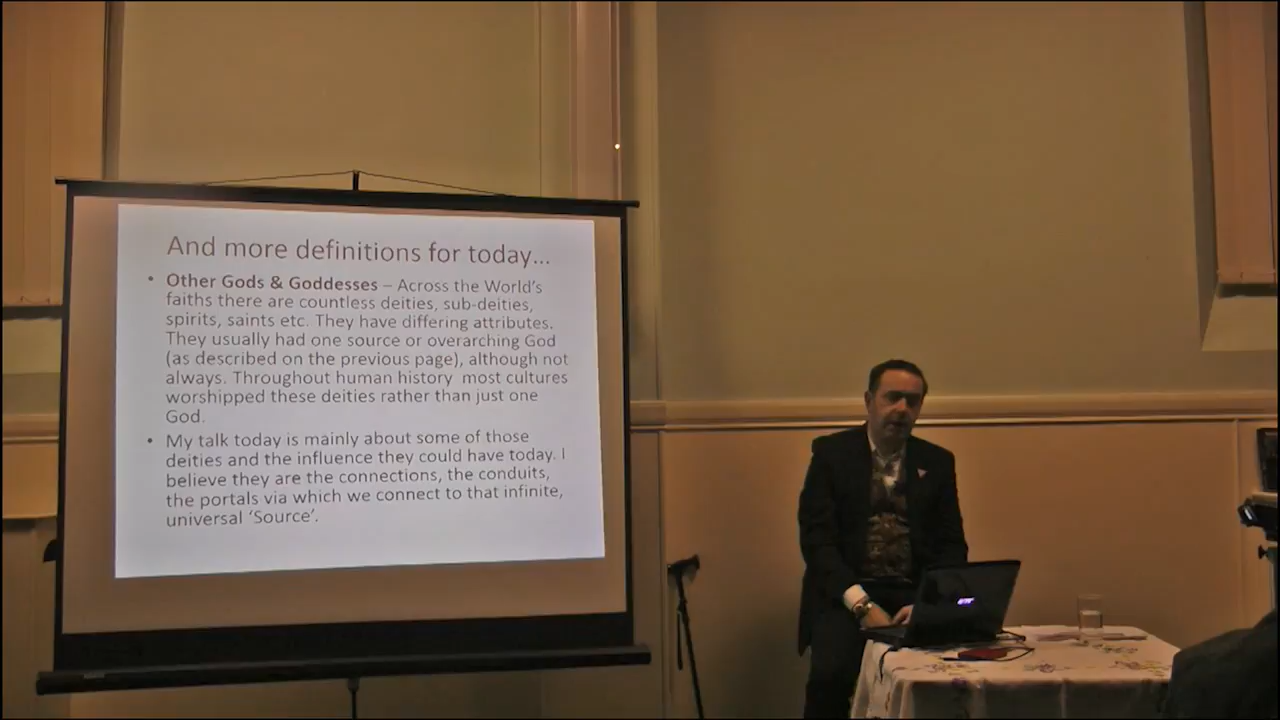 And more definitions for today...
• Other Gods & Goddesses – Across the World's
faiths there are countless deities, sub-deities,
spirits, saints etc. They have differing attributes.
They usually had one source or overarching God
(as described on the previous page), although not
always. Throughout human history most cultures
worshipped these deities rather than just one
God.
• My talk today is mainly about some of those
deities and the influence they could have today. I
believe they are the connections, the conduits,
the portals via which we connect to that infinite,
universal 'Source'.